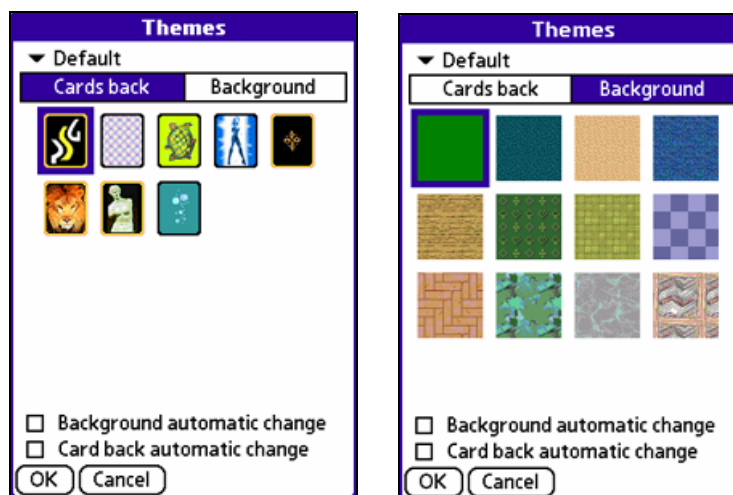 Themes
Default
Cards back Background
Background automatic change
Card back automatic change
OK Cancel
Themes
Default
Cards back Background
Background automatic change
Card back automatic change
OK Cancel